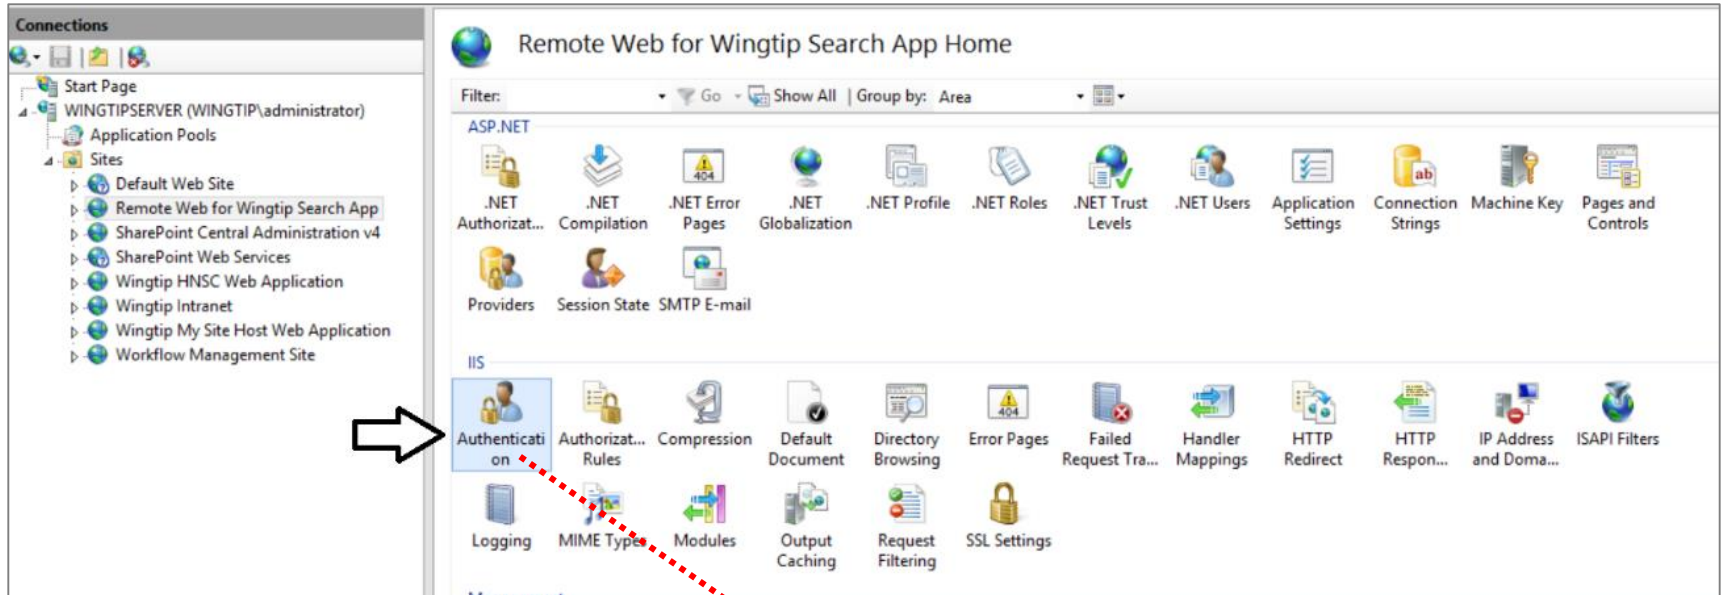 Connections
Start Page
WINGTIPSERVER (WINGTIP\administrator)
Application Pools
Sites
Default Web Site
Remote Web for Wingtip Search App
SharePoint Central Administration v4
SharePoint Web Services
Wingtip HNSC Web Application
Wingtip Intranet
Wingtip My Site Host Web Application
Workflow Management Site
Remote Web for Wingtip Search App Home
Filter: Go Show All Group by: Area
ASP.NET
.NET Authorizat...
.NET Compilation
404
.NET Error Pages
.NET Globalization
.NET Profile
.NET Roles
.NET Trust Levels
.NET Users
Application Settings
ab
Connection Strings
Machine Key
Pages and Controls
Providers
Session State
SMTP E-mail
IIS
Authenticati
on
Authorizat...
Rules
Compression
Default
Document
Directory
Browsing
404
Error Pages
Failed
Request Tra...
Handler
Mappings
HTTP
Redirect
HTTP
Respon...
IP Address
and Doma...
ISAPI Filters
Logging
MIME Types
Modules
Output
Caching
Request
Filtering
SSL Settings